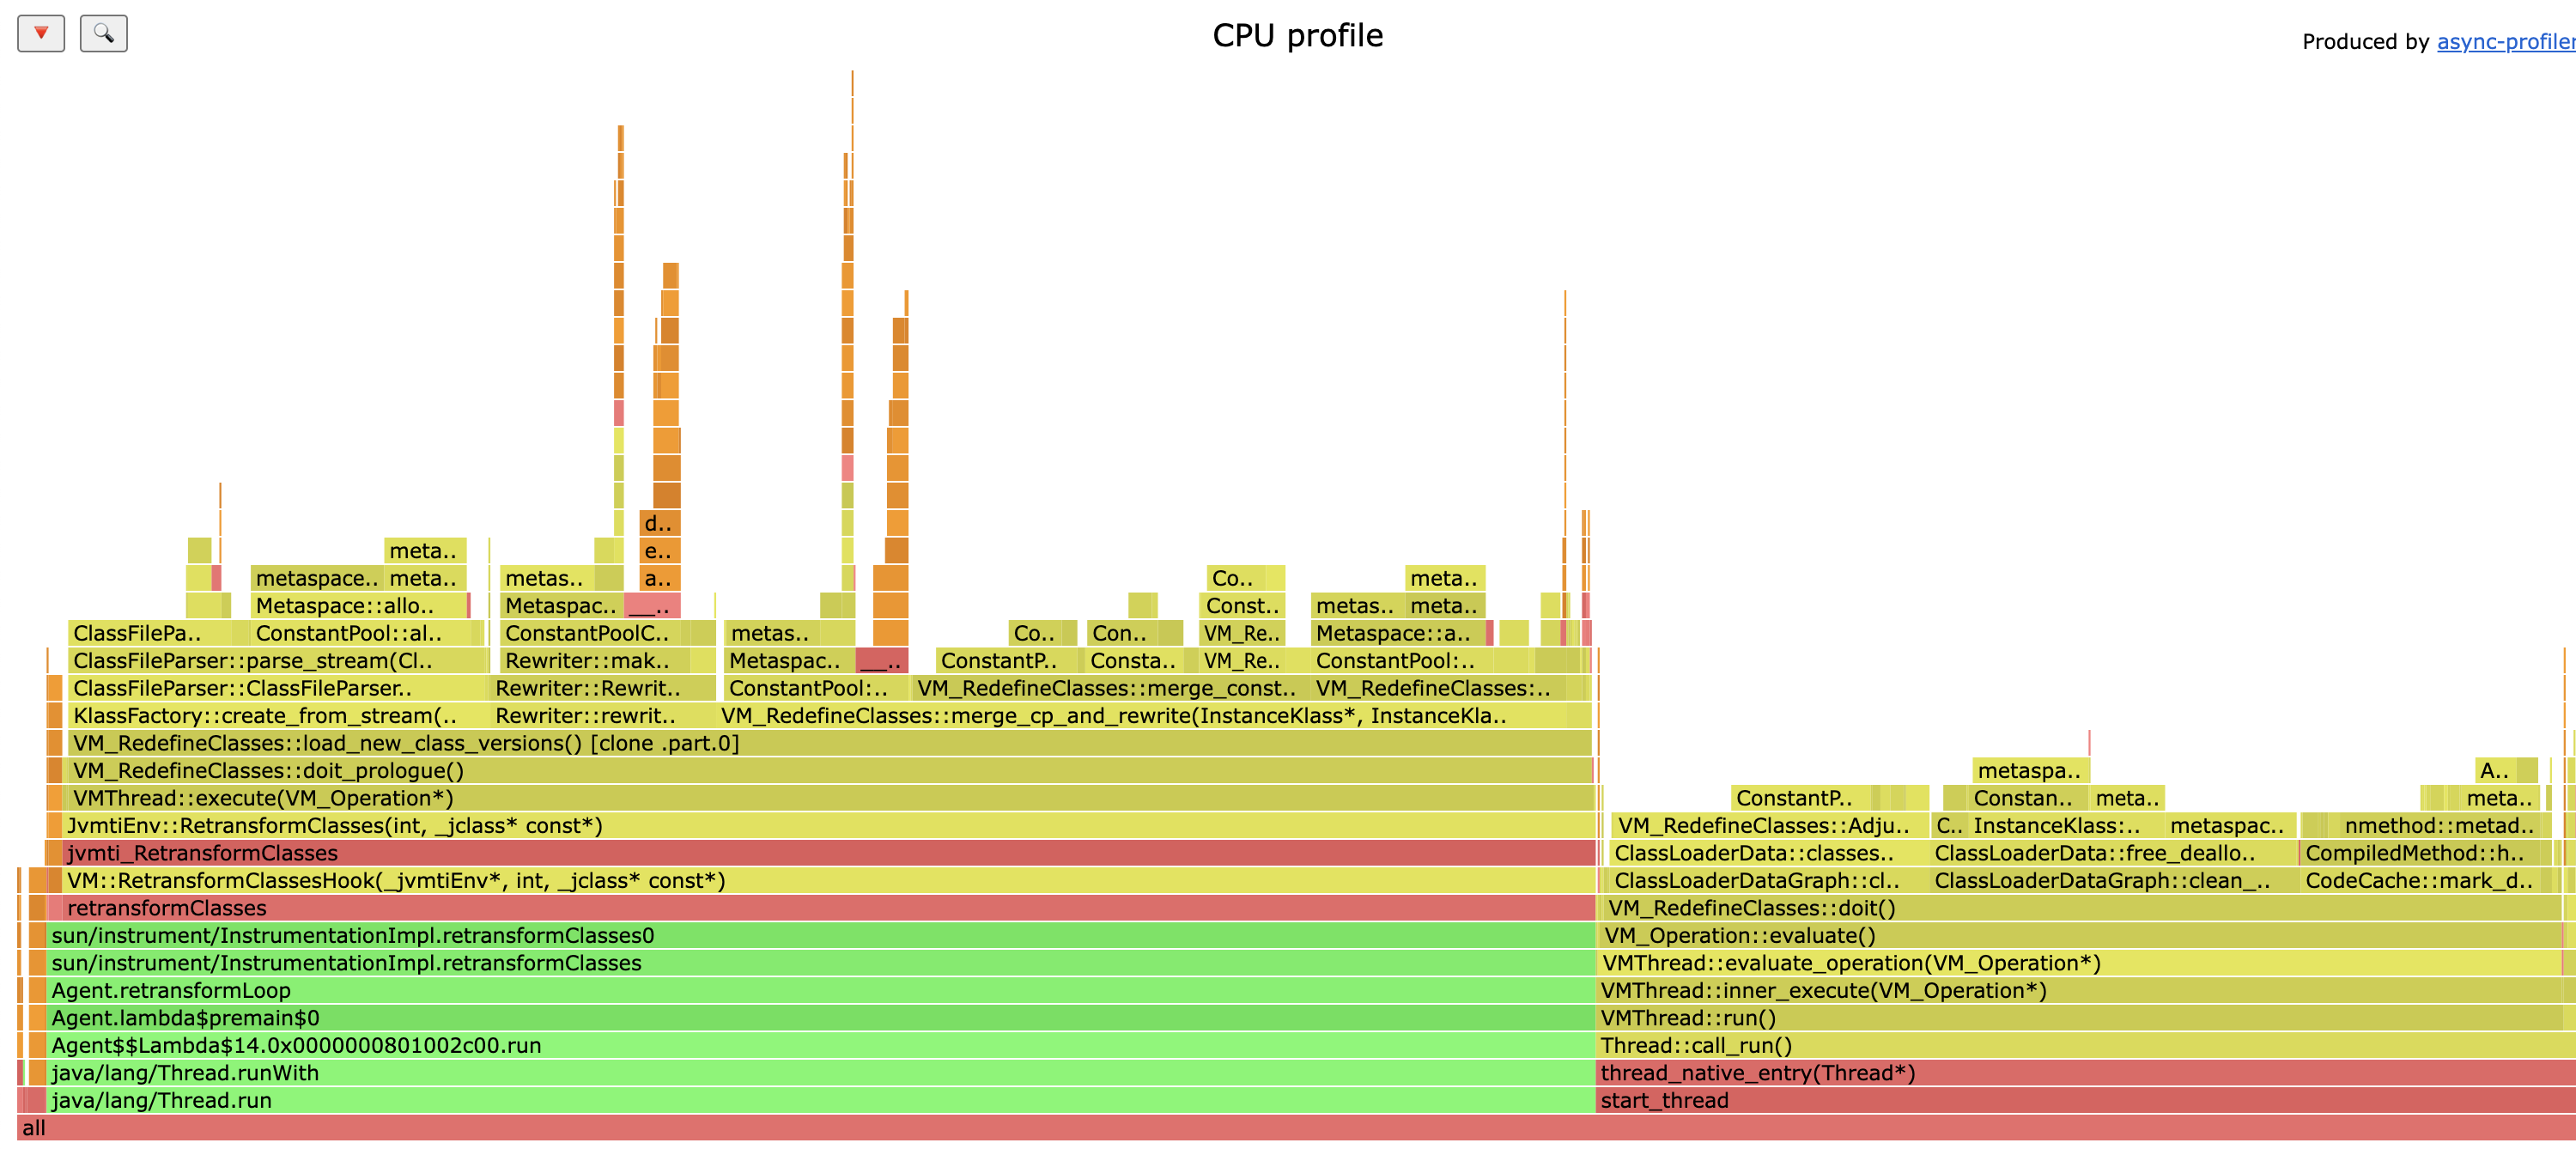 CPU profile
Produced by async-profiler
d..
meta.. e..
metaspace.. meta.. metas.. a.. Co.. meta..
Metaspace::allo.. Metaspac.. __.. Const.. metas.. meta..
ClassFilePa.. ConstantPool::al.. ConstantPoolC.. metas.. Co.. Con.. VM_Re.. Metaspace::a..
ClassFileParser::parse_stream(Cl.. Rewriter::mak.. Metaspac.. __.. ConstantP.. Consta.. VM_Re.. ConstantPool:..
ClassFileParser::ClassFileParser.. Rewriter::Rewrit.. ConstantPool:.. VM_RedefineClasses::merge_const.. VM_RedefineClasses:..
KlassFactory::create_from_stream(.. Rewriter::rewrit.. VM_RedefineClasses::merge_cp_and_rewrite(InstanceKlass*, InstanceKla..
VM_RedefineClasses::load_new_class_versions() [clone .part.0]
VM_RedefineClasses::doit_prologue() metaspa.. A..
VMThread::execute(VM_Operation*) ConstantP.. Constan.. meta.. meta..
JvmtiEnv::RetransformClasses(int, _jclass* const*) VM_RedefineClasses::Adju.. C.. InstanceKlass:.. metaspac.. nmethod::metad..
jvmti_RetransformClasses ClassLoaderData::classes.. ClassLoaderData::free_deallo.. CompiledMethod::h..
VM::RetransformClassesHook(_jvmtiEnv*, int, _jclass* const*) ClassLoaderDataGraph::cl.. ClassLoaderDataGraph::clean_.. CodeCache::mark_d..
retransformClasses VM_RedefineClasses::doit()
sun/instrument/InstrumentationImpl.retransformClasses0 VM_Operation::evaluate()
sun/instrument/InstrumentationImpl.retransformClasses VMThread::evaluate_operation(VM_Operation*)
Agent.retransformLoop VMThread::inner_execute(VM_Operation*)
Agent.lambda$premain$0 VMThread::run()
Agent$$Lambda$14.0x0000000801002c00.run Thread::call_run()
java/lang/Thread.runWith thread_native_entry(Thread*)
java/lang/Thread.run start_thread
all